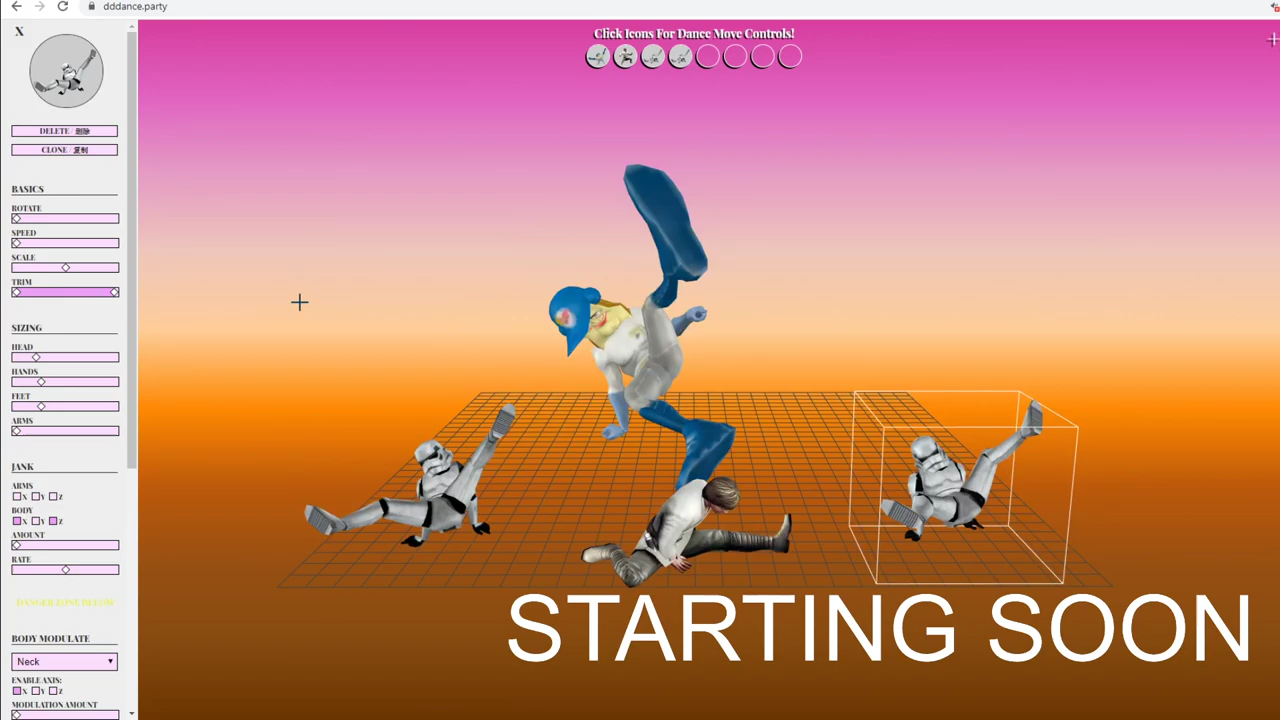 dddance.party
X
Click Icons For Dance Move Controls!
DELETE / 刪除
CLONE / 复制
BASICS
ROTATE
SPEED
SCALE
TRIM
SIZING
HEAD
HANDS
FEET
ARMS
JANK
ARMS
X Y Z
BODY
X Y Z
AMOUNT
RATE
DANGER ZONE BELOW
BODY MODULATE
Neck
ENABLE AXIS:
X Y Z
MODULATION AMOUNT
STARTING SOON